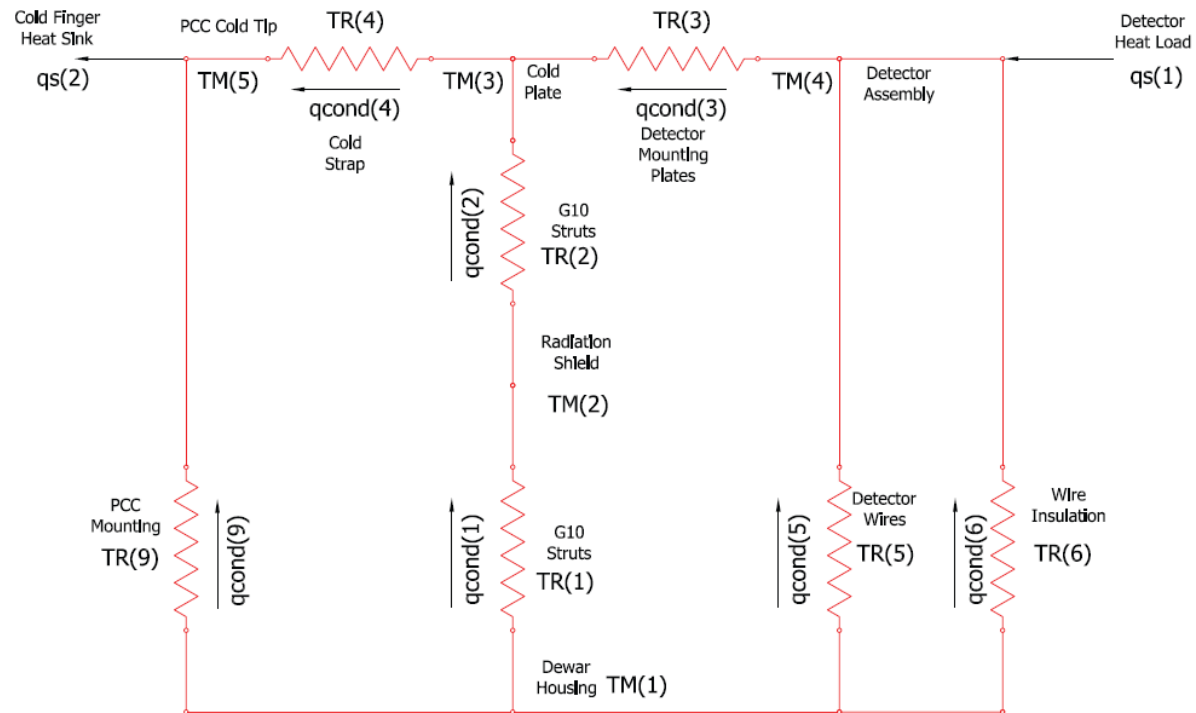 Cold Finger
Heat Sink
qs(2)
PCC Cold Tip
TM(5)
TR(4)
qcond(4)
Cold
Strap
TM(3)
Cold
Plate
TR(3)
qcond(3)
Detector
Mounting
Plates
TM(4)
Detector
Assembly
Detector
Heat Load
qs(1)
qcond(2)
G10
Struts
TR(2)
Radiation
Shield
TM(2)
PCC
Mounting
TR(9)
qcond(9)
qcond(1)
G10
Struts
TR(1)
qcond(5)
Detector
Wires
TR(5)
qcond(6)
Wire
Insulation
TR(6)
Dewar
Housing TM(1)